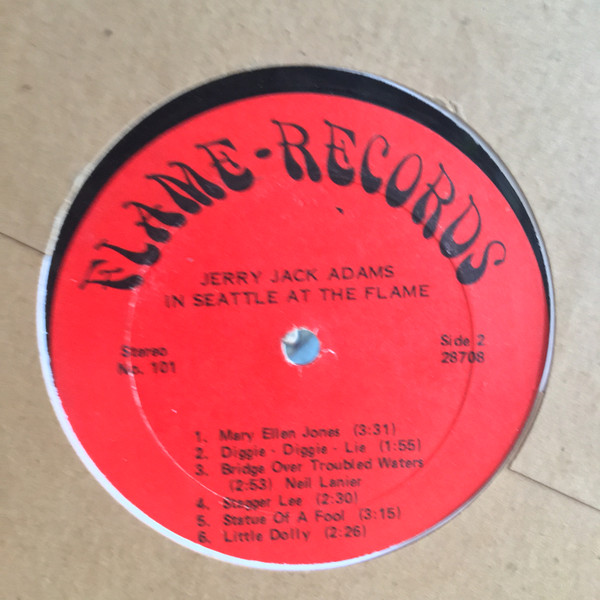 FLAME-RECORDS
JERRY JACK ADAMS
IN SEATTLE AT THE FLAME
Stereo
No. 101
Side 2
28708
1. Mary Ellen Jones (3:31)
2. Diggie - Diggie - Lie (1:55)
3. Bridge Over Troubled Waters
(2:53) Neil Lanier
4. Stagger Lee (2:30)
5. Statue Of A Fool (3:15)
6. Little Dolly (2:26)